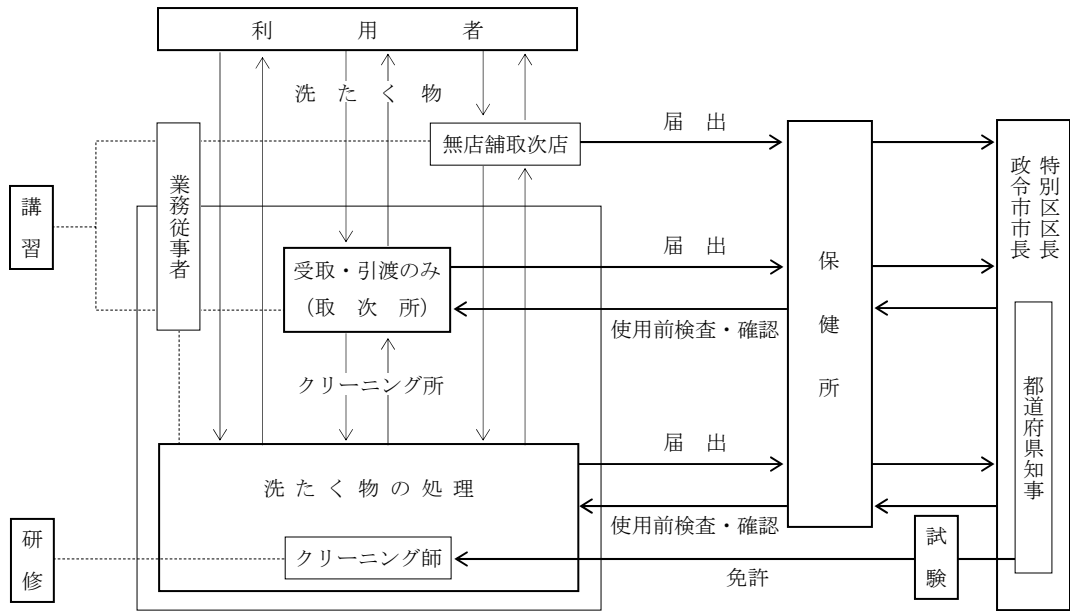 利用者
洗たく物
無店舗取次店
届出
業務従事者
講習
受取・引渡のみ
(取次所)
届出
使用前検査・確認
保健所
特別区区長
政令市市長
都道府県知事
クリーニング所
届出
洗たく物の処理
使用前検査・確認
研修
クリーニング師
免許
試験